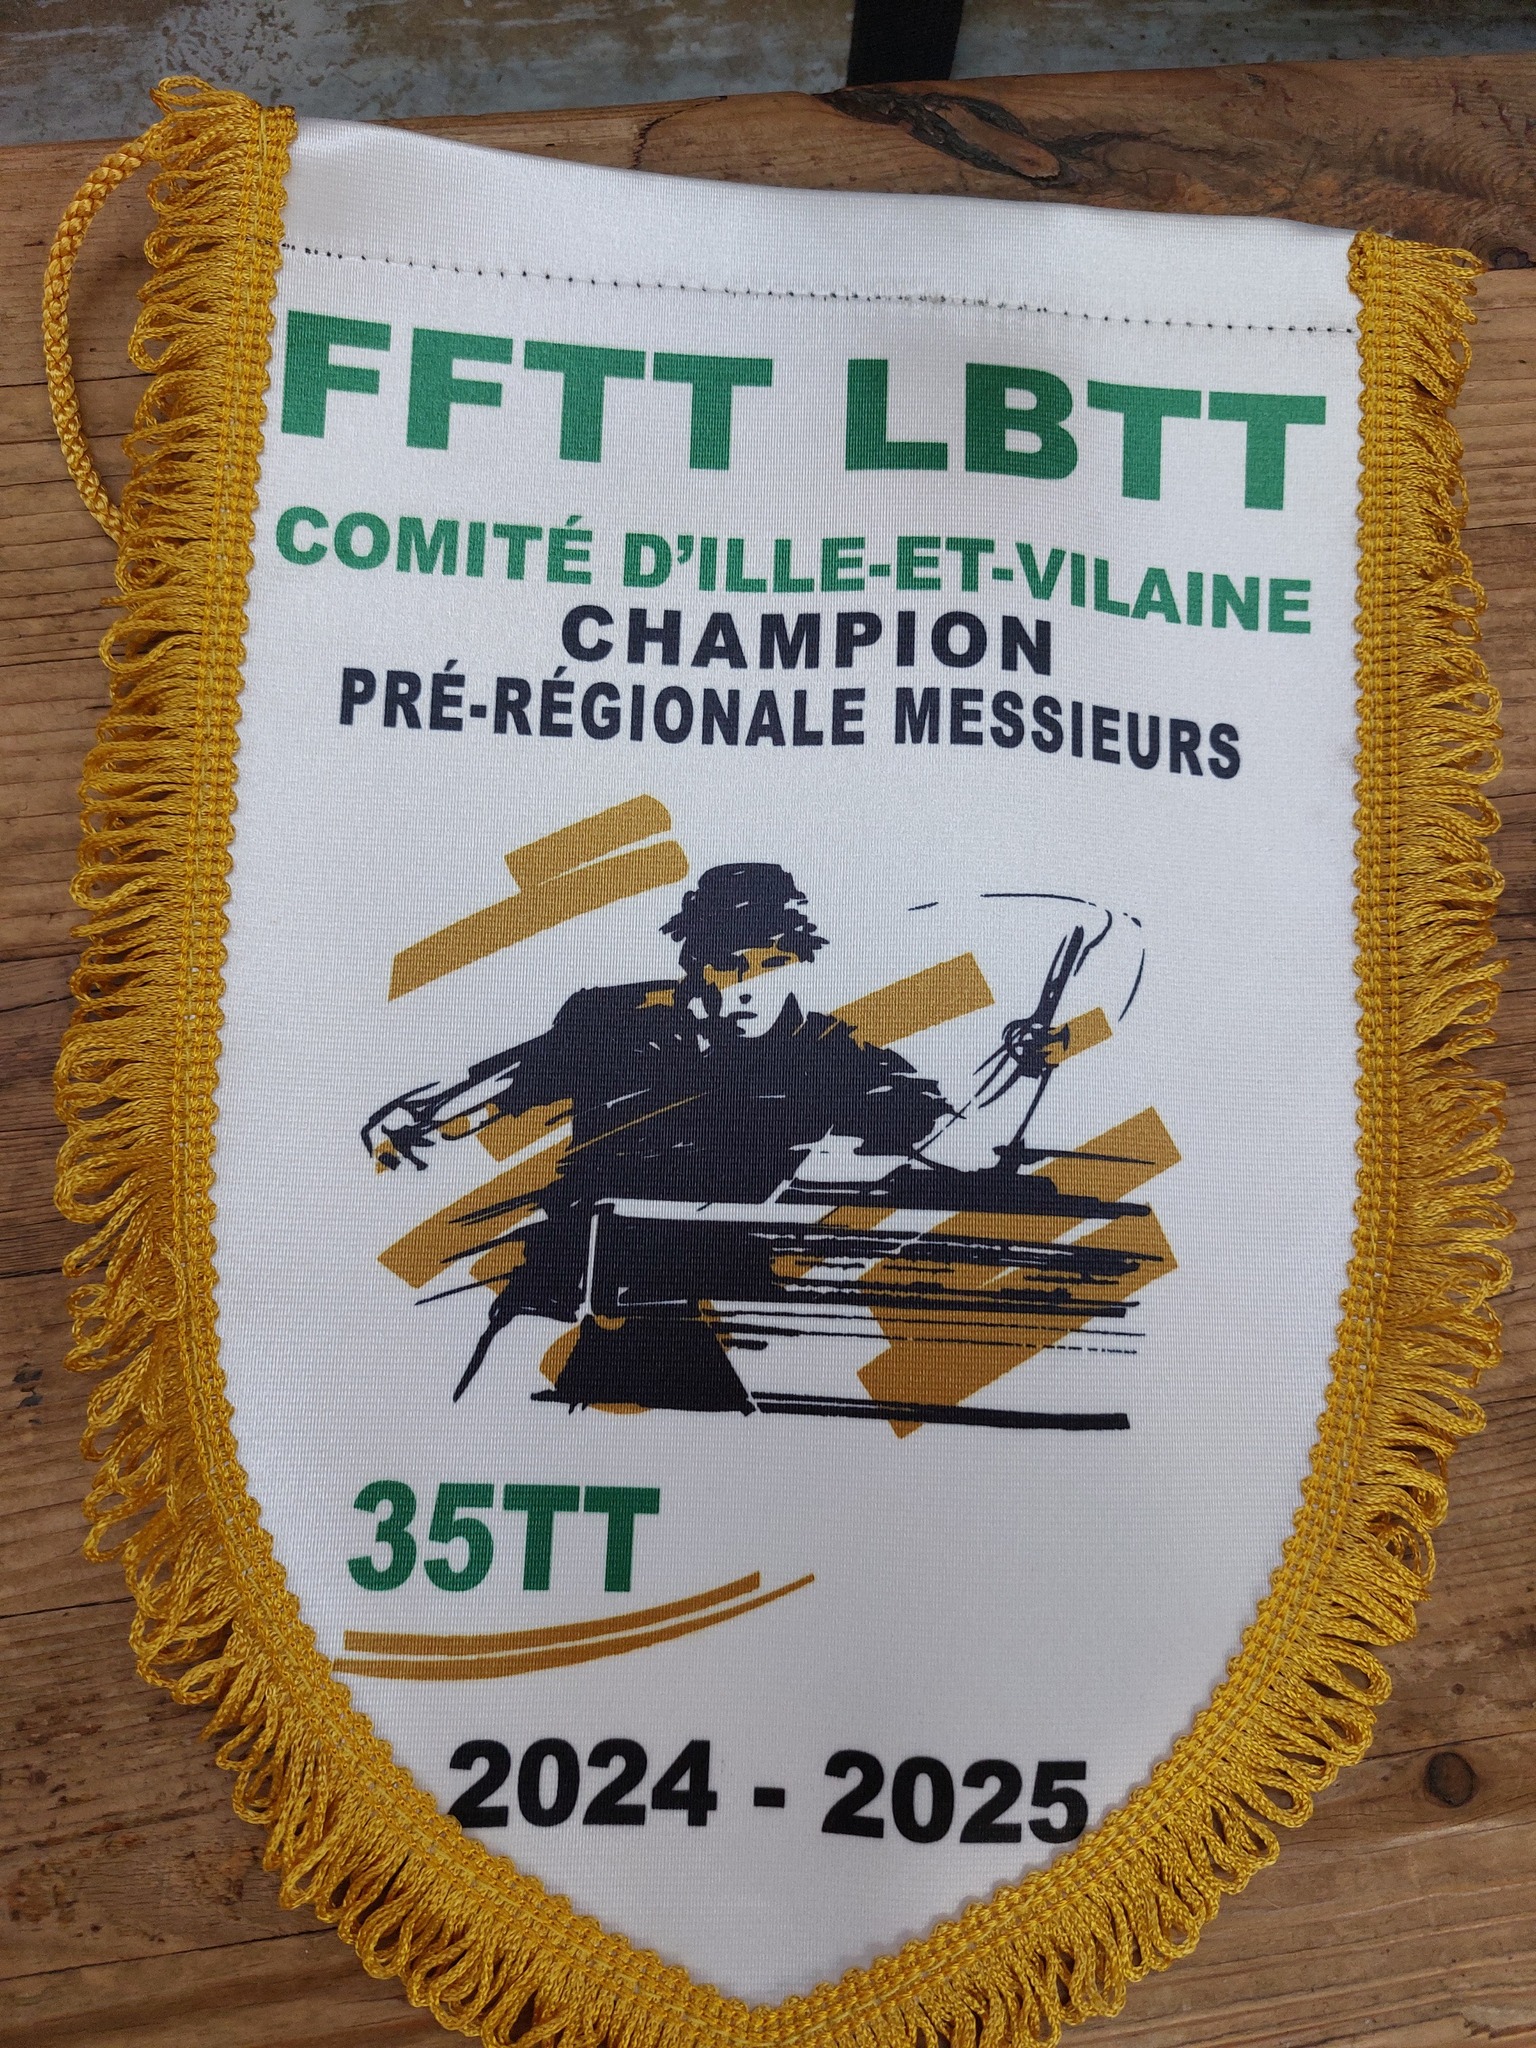 FFTT LBTT
COMITÉ D'ILLE-ET-VILAINE
CHAMPION
PRÉ-RÉGIONALE MESSIEURS
35TT
2024 - 2025